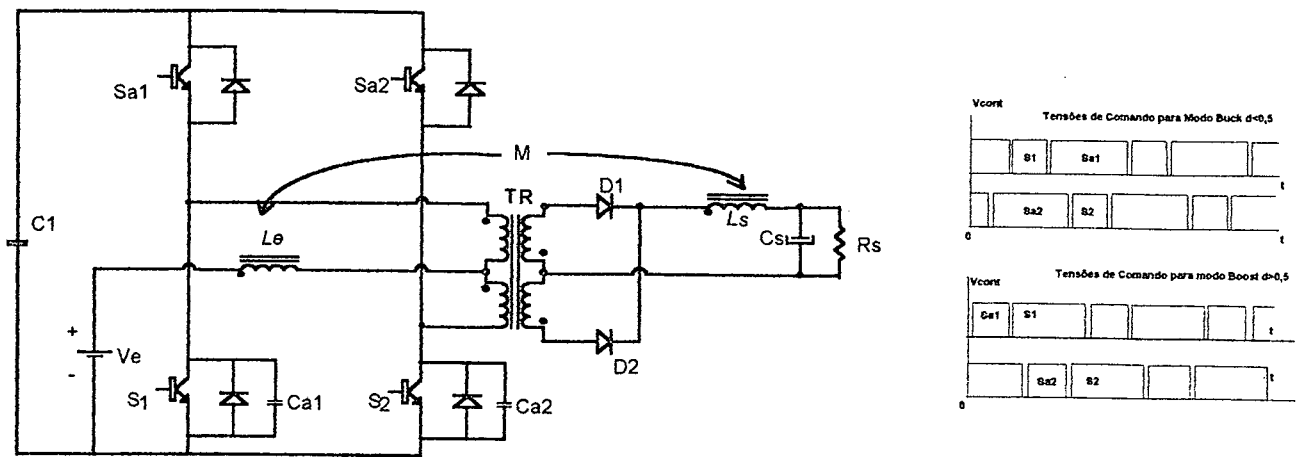 Sa1
Sa2
M
TR
D1
C1
Le
Ls
Cs
Rs
+
Ve
-
D2
S1
Ca1
S2
Ca2
Vcont
Tensões de Comando para Modo Buck d<0,5
S1
Sa1
t
Sa2
S2
0
t
Vcont
Tensões de Comando para modo Boost d>0,5
Sa1
S1
t
Sa2
S2
t
0